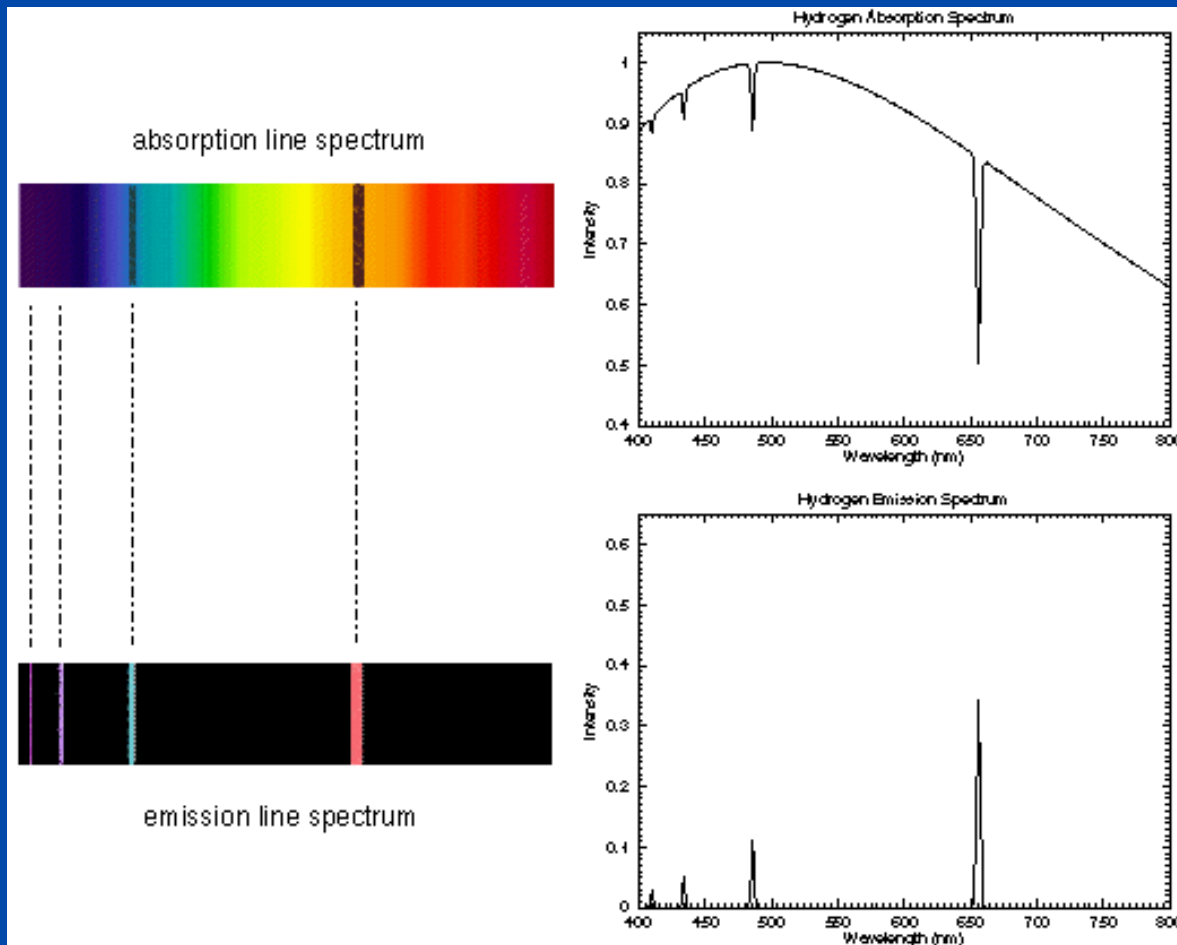 absorption line spectrum
emission line spectrum
Hydrogen Absorption Spectrum
1
0.9
0.8
0.7
0.6
0.5
0.4
Intensity
400 450 500 550 600 650 700 750 800
Wavelength (nm)
Hydrogen Emission Spectrum
0.6
0.5
0.4
0.3
0.2
0.1
0
Intensity
400 450 500 550 600 650 700 750 800
Wavelength (nm)